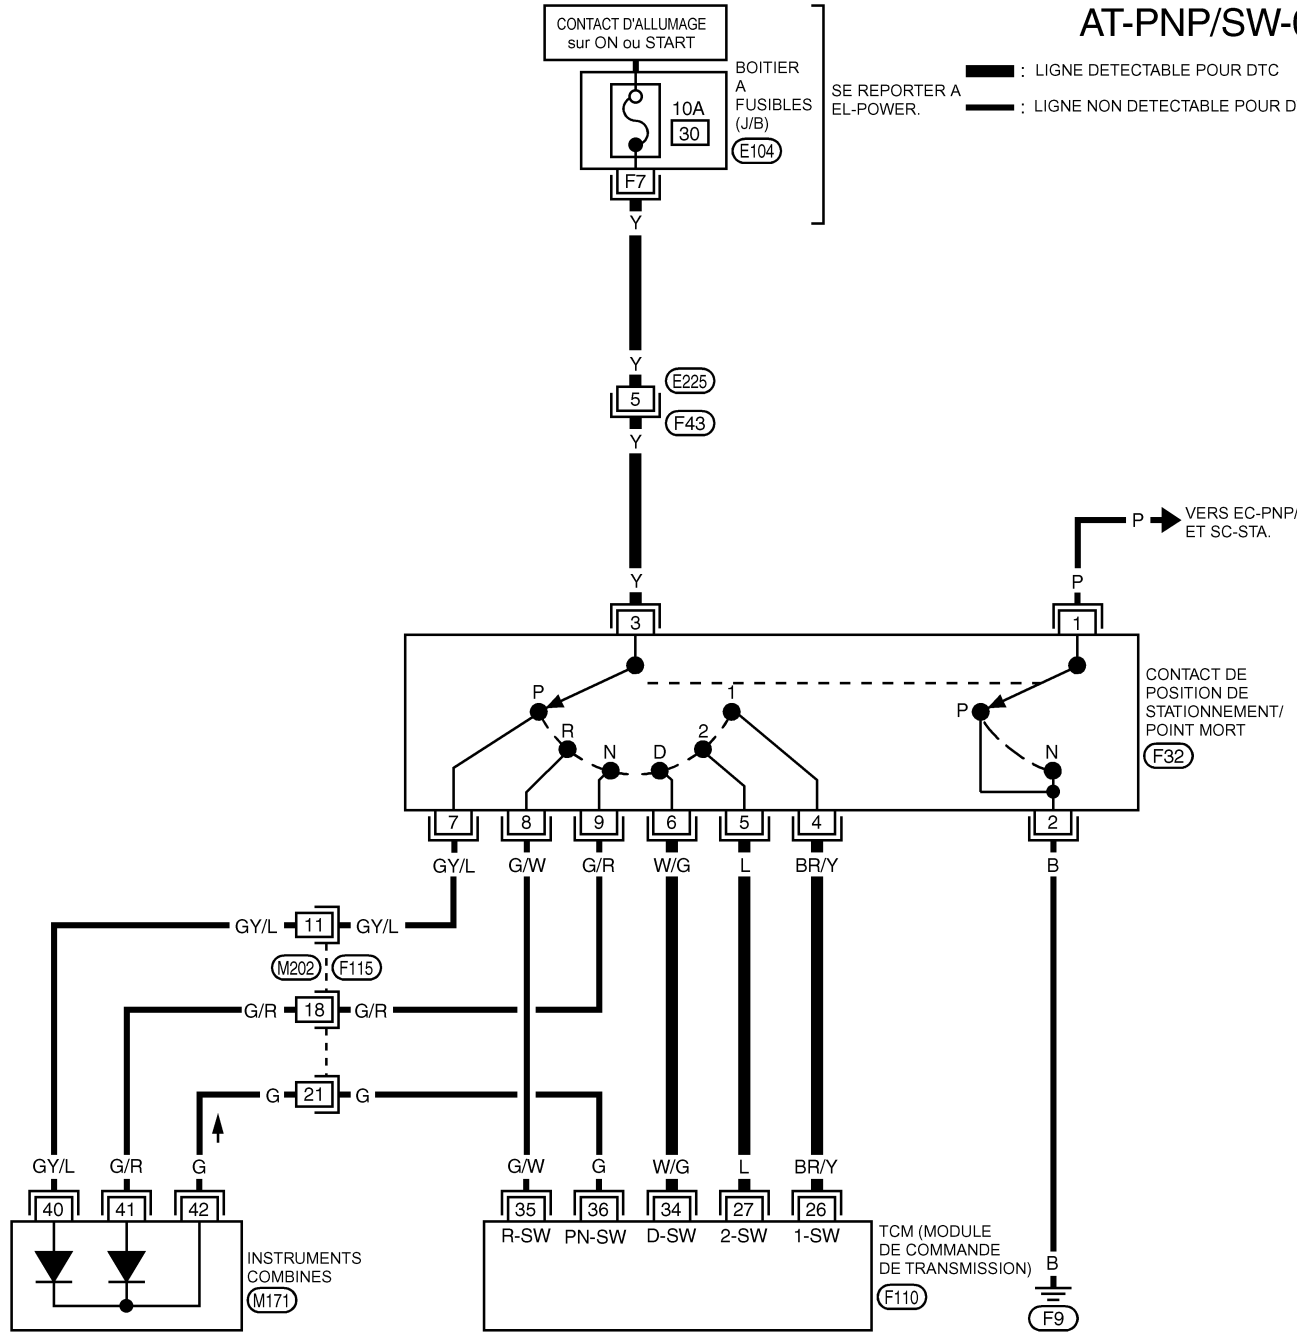 AT-PNP/SW-
CONTACT D'ALLUMAGE
sur ON ou START
BOITIER
A
FUSIBLES
(J/B)
E104
10A
30
F7
SE REPORTER A
EL-POWER.
: LIGNE DETECTABLE POUR DTC
: LIGNE NON DETECTABLE POUR D
Y
Y
E225
5
F43
Y
Y
P
VERS EC-PNP/
ET SC-STA.
P
3
1
P
R
N
D
2
1
P
N
CONTACT DE
POSITION DE
STATIONNEMENT/
POINT MORT
F32
7
8
9
6
5
4
2
GY/L
G/W
G/R
W/G
L
BR/Y
B
GY/L
11
GY/L
M202
F115
G/R
18
G/R
G
21
G
GY/L
G/R
G
G/W
G
W/G
L
BR/Y
40
41
42
35
36
34
27
26
R-SW
PN-SW
D-SW
2-SW
1-SW
INSTRUMENTS
COMBINES
M171
TCM (MODULE
DE COMMANDE
DE TRANSMISSION)
F110
B
F9